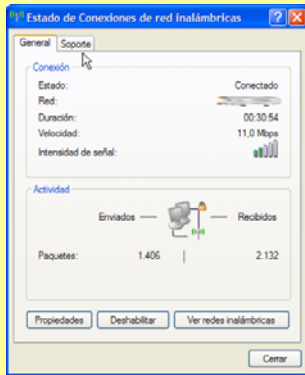 Estado de Conexiones de red inalámbricas
General Soporte
Conexión
Estado: Conectado
Red:
Duración: 00:30:54
Velocidad: 11,0 Mbps
Intensidad de señal:
Actividad
Enviados — Recibidos
Paquetes: 1.406 | 2.132
Propiedades Deshabilitar Ver redes inalámbricas
Cerrar